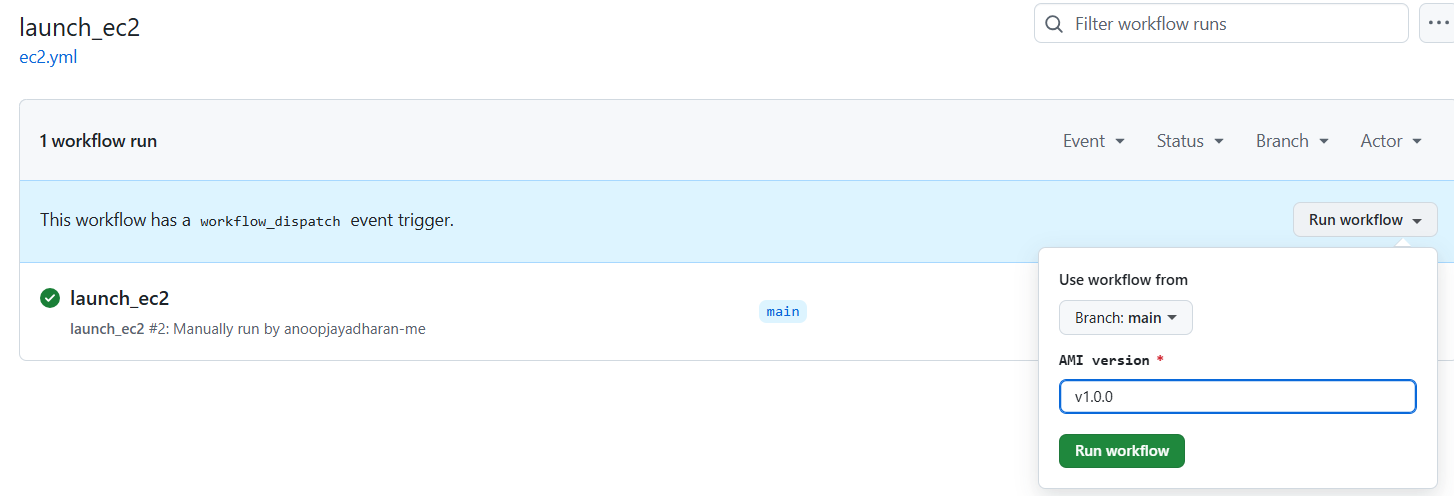 launch_ec2
Filter workflow runs
ec2.yml
1 workflow run
Event
Status
Branch
Actor
This workflow has a workflow_dispatch event trigger.
Run workflow
launch_ec2
launch_ec2 #2: Manually run by anoopjayadharan-me
main
Use workflow from
Branch: main
AMI version *
v1.0.0
Run workflow